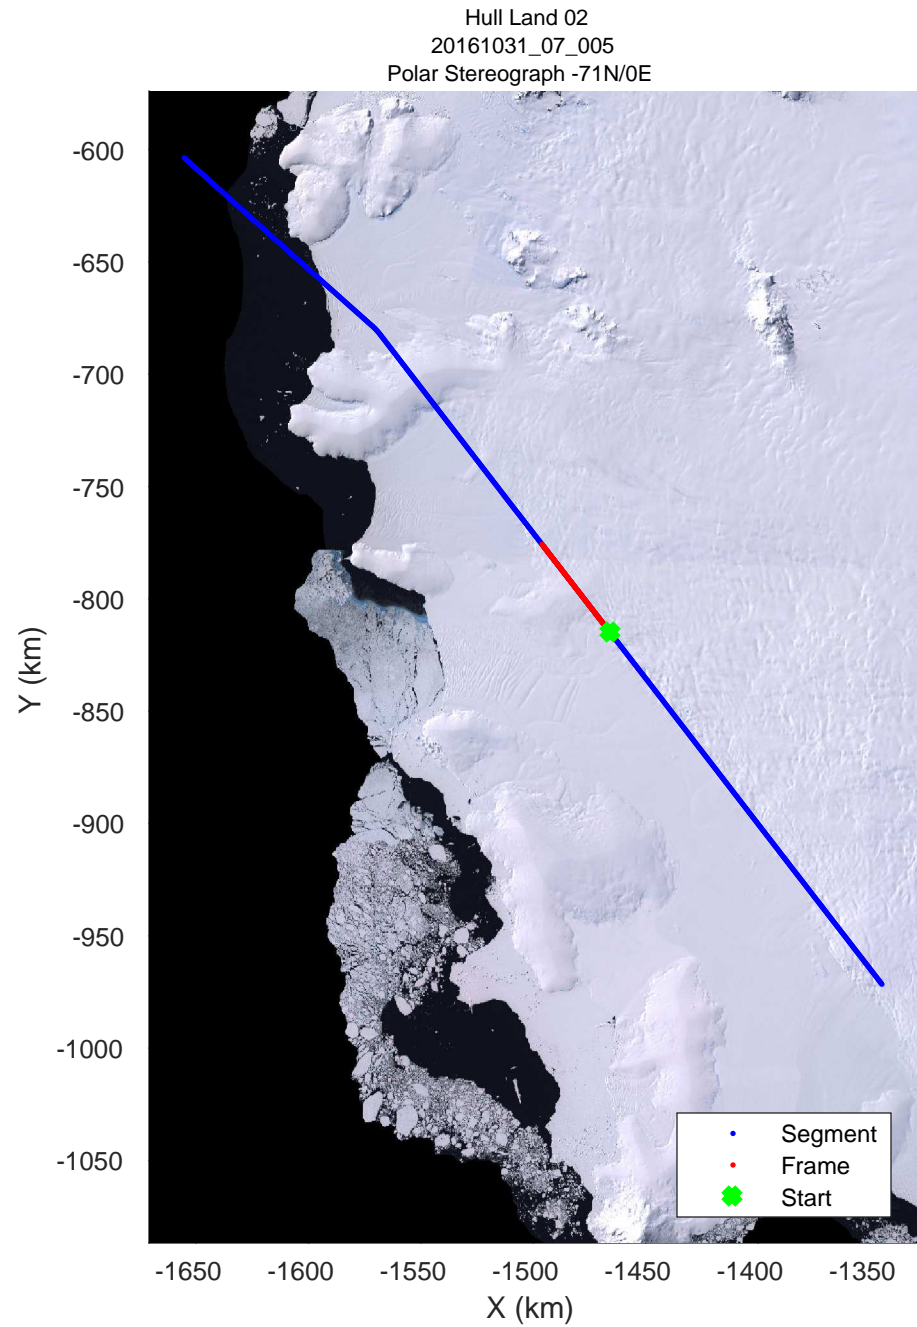 Hull Land 02
20161031_07_005
Polar Stereograph -71N/0E
-600
-650
-700
-750
-800
-850
-900
-950
-1000
-1050
Y (km)
Segment
Frame
Start
-1650 -1600 -1550 -1500 -1450 -1400 -1350
X (km)